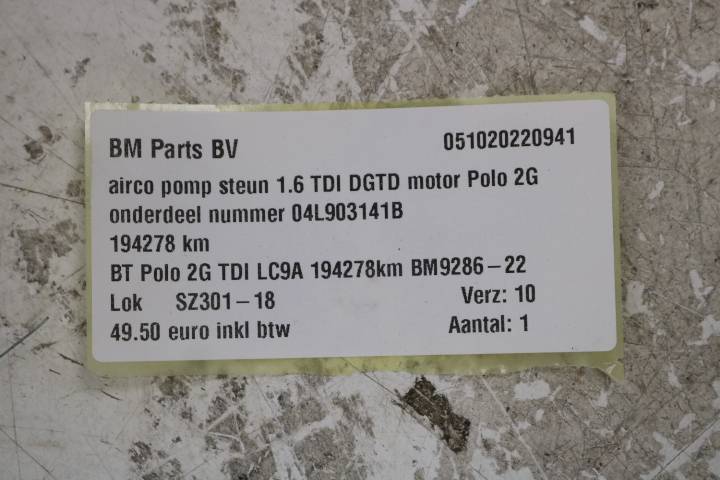 BM Parts BV 051020220941
airco pomp steun 1.6 TDI DGTD motor Polo 2G
onderdeel nummer 04L903141B
194278 km
BT Polo 2G TDI LC9A 194278km BM9286-22
Lok SZ301-18 Verz: 10
49.50 euro inkl btw Aantal: 1